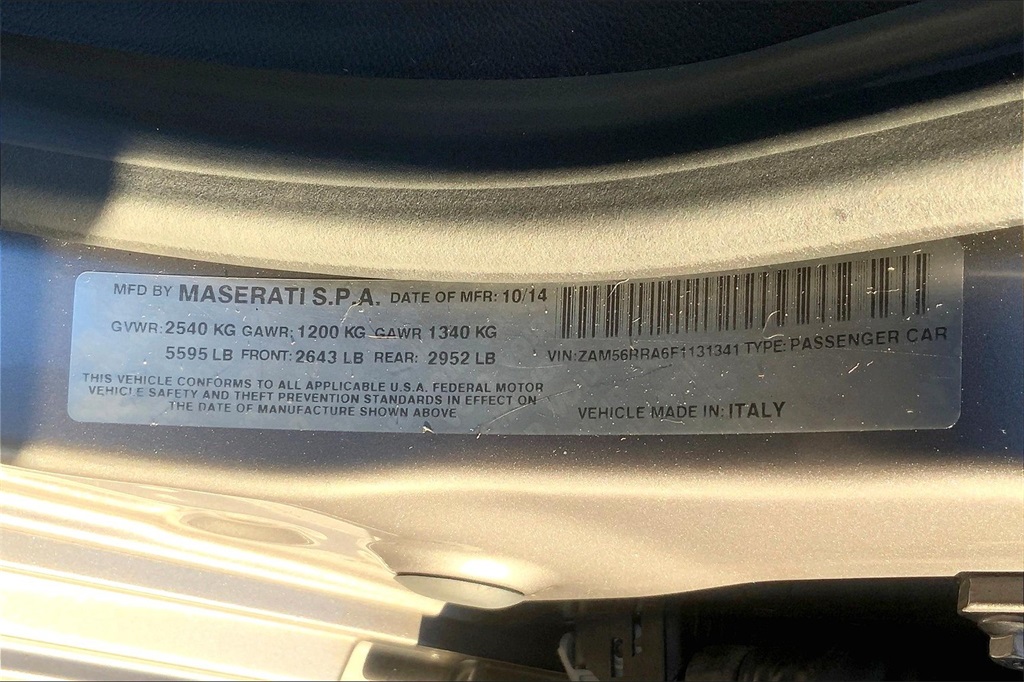 MFD BY MASERATI S.P.A. DATE OF MFR: 10/14
GVWR: 2540 KG GAWR: 1200 KG GAWR 1340 KG
5595 LB FRONT: 2643 LB REAR: 2952 LB
THIS VEHICLE CONFORMS TO ALL APPLICABLE U.S.A. FEDERAL MOTOR
VEHICLE SAFETY AND THEFT PREVENTION STANDARDS IN EFFECT ON
THE DATE OF MANUFACTURE SHOWN ABOVE
VIN: ZAM56RRA6F1131341 TYPE: PASSENGER CAR
VEHICLE MADE IN: ITALY